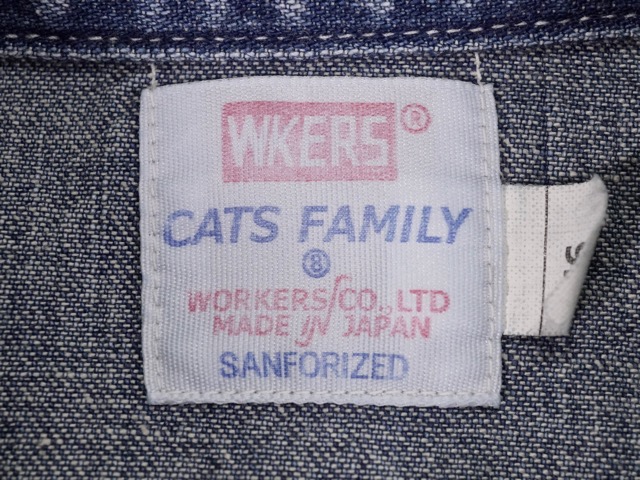 WKERS ®
CATS FAMILY
®
WORKERS CO., LTD
MADE IN JAPAN
SANFORIZED
S